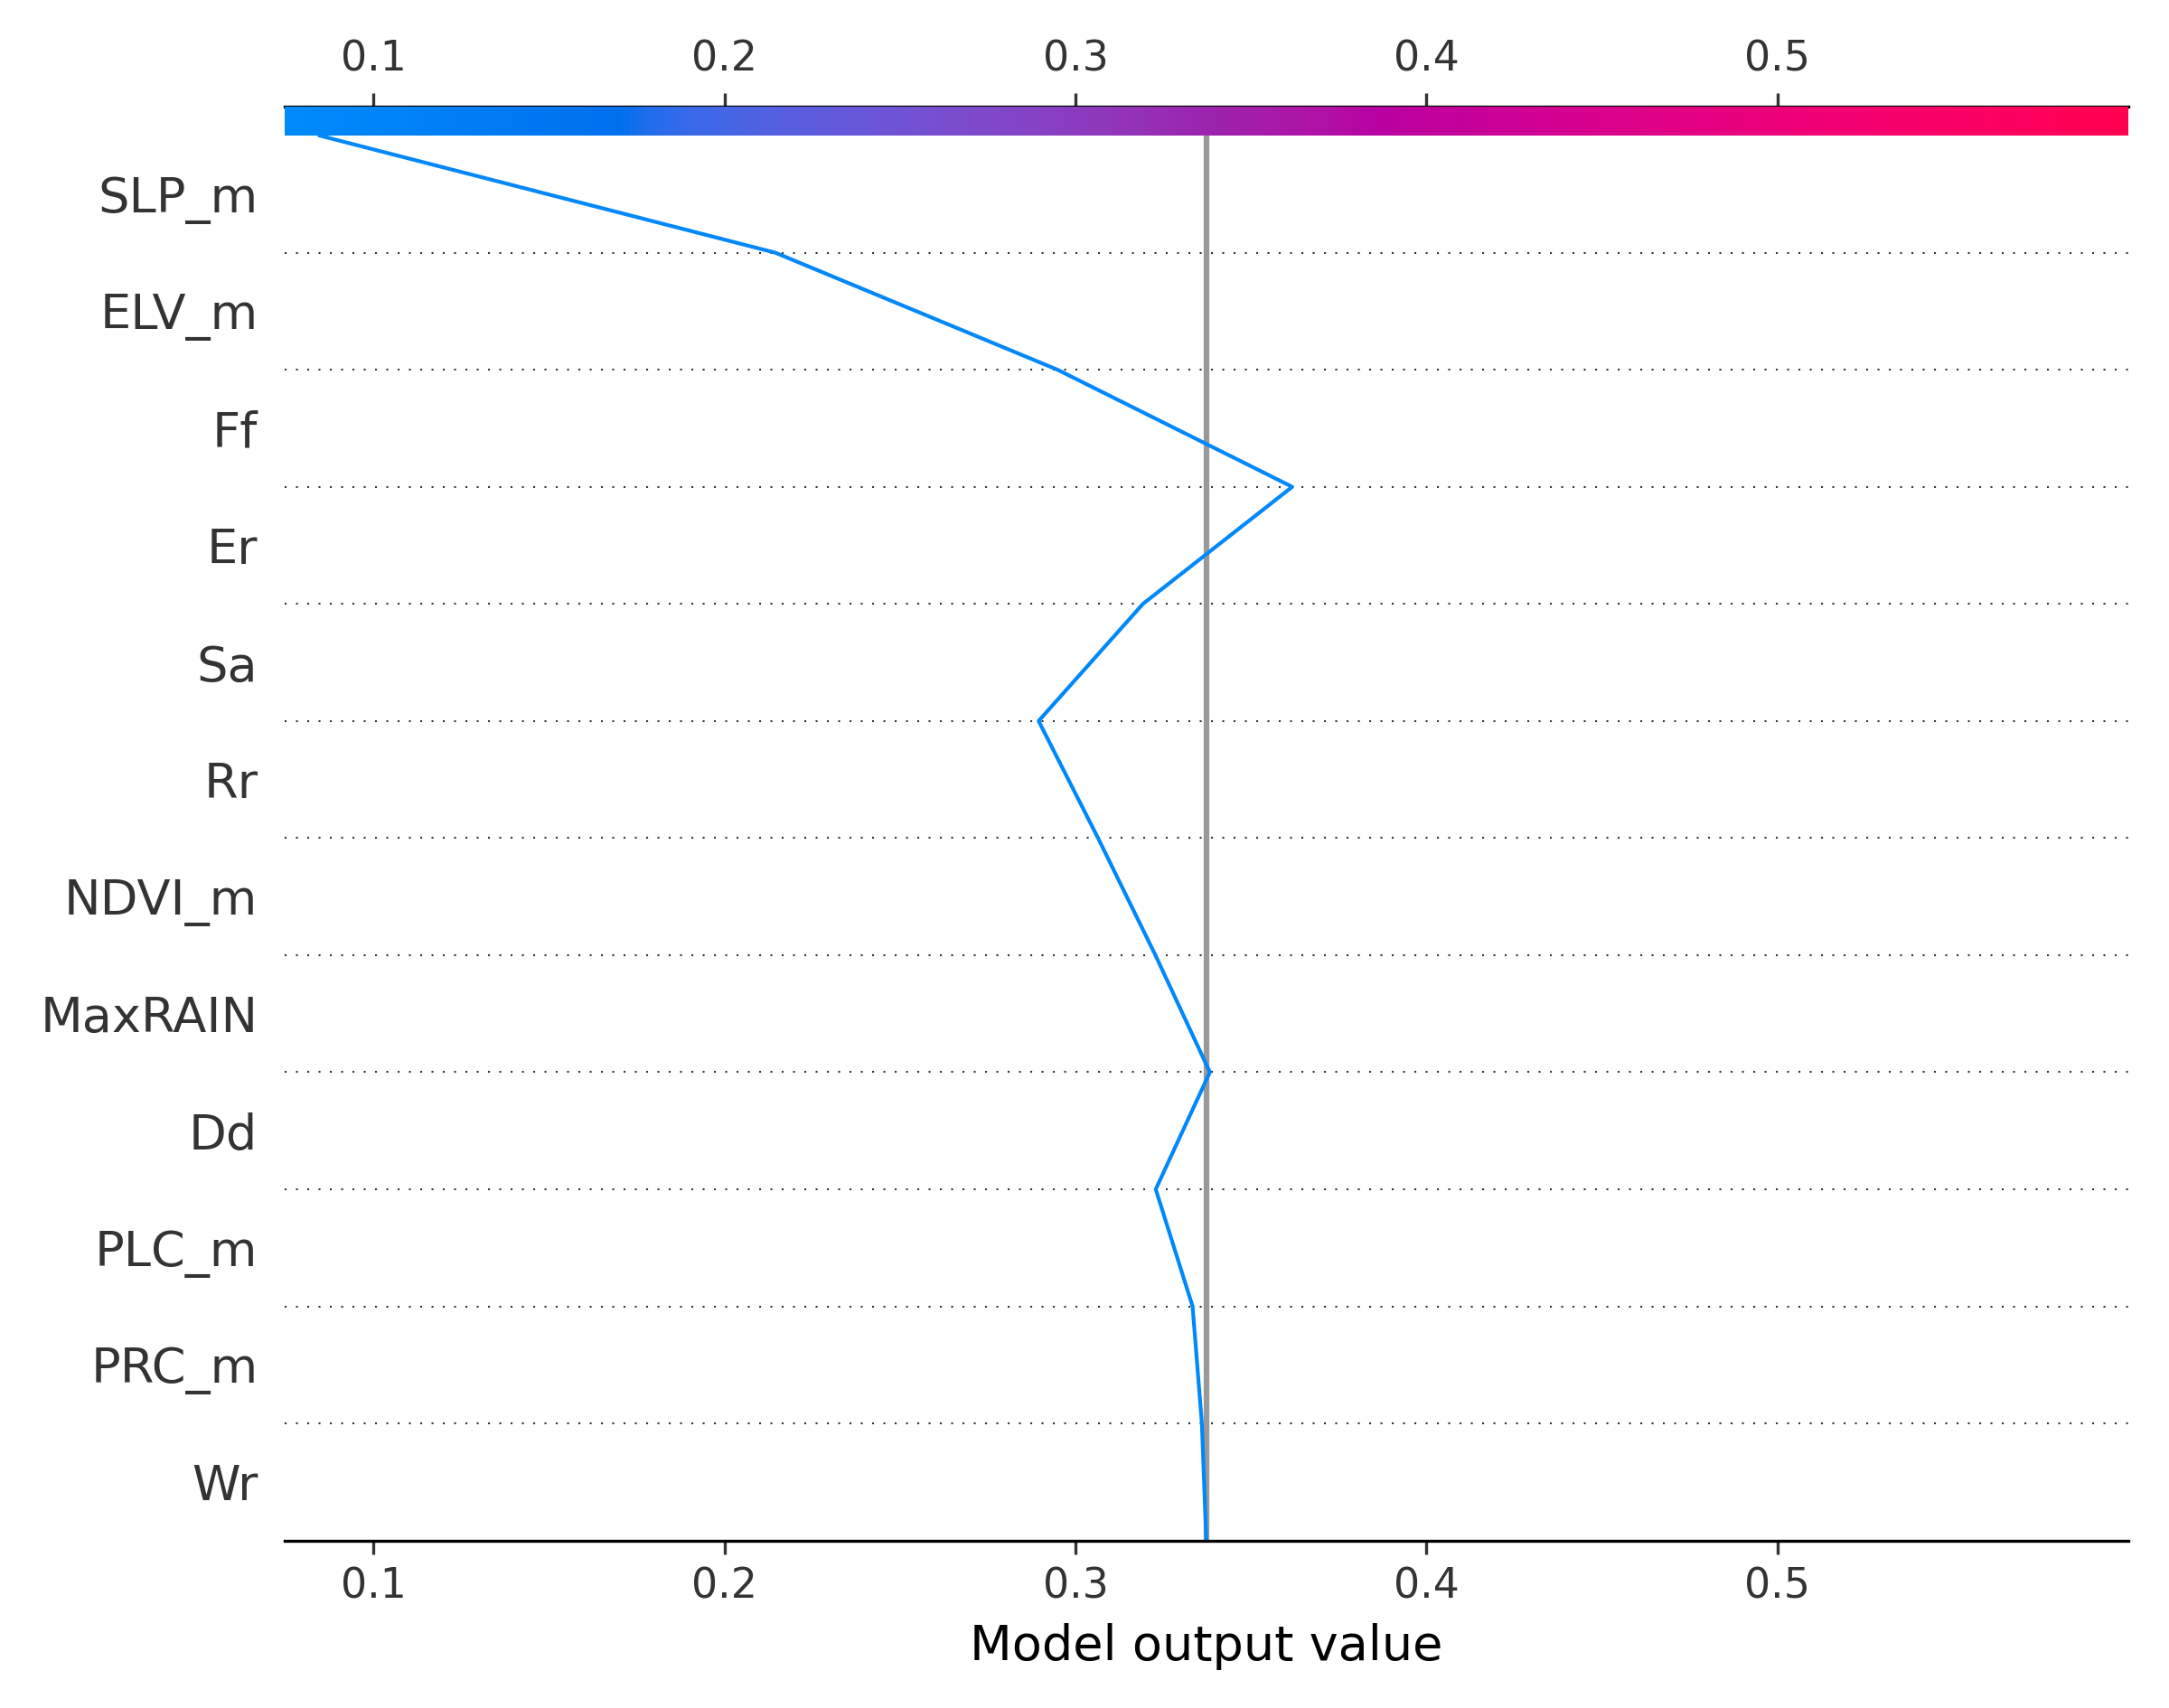 0.1 0.2 0.3 0.4 0.5
SLP_m
ELV_m
Ff
Er
Sa
Rr
NDVI_m
MaxRAIN
Dd
PLC_m
PRC_m
Wr
0.1 0.2 0.3 0.4 0.5
Model output value